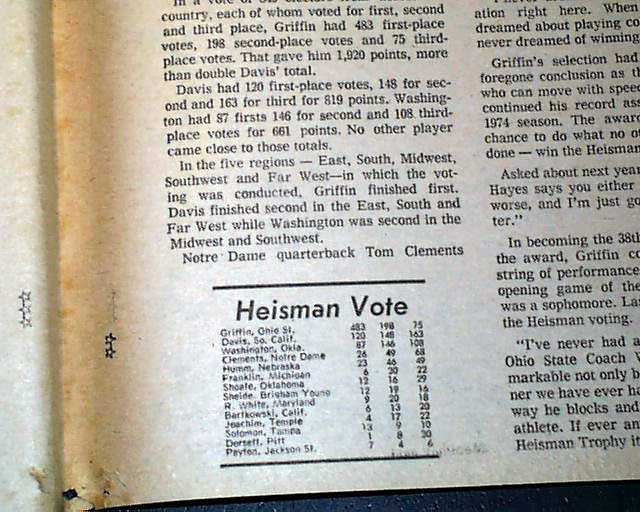 In a vote of
country, each of whom voted for first, second
and third place, Griffin had 483 first-place
votes, 198 second-place votes and 75 third-
place votes. That gave him 1,920 points, more
than double Davis' total.
Davis had 120 first-place votes, 148 for sec-
ond and 163 for third for 819 points. Washing-
ton had 87 firsts 146 for second and 108 third-
place votes for 661 points. No other player
came close to those totals.
In the five regions — East, South, Midwest,
Southwest and Far West—in which the vot-
ing was conducted, Griffin finished first.
Davis finished second in the East, South and
Far West while Washington was second in the
Midwest and Southwest.
Notre Dame quarterback Tom Clements
Heisman Vote
Griffin, Ohio St. 483 198 75
Davis, So. Calif. 120 148 163
Washington, Okla. 87 146 108
Clements, Notre Dame 26 49 68
Humm, Nebraska 23 46 49
Franklin, Michigan 6 30 22
Shoate, Oklahoma 12 16 29
Sheide, Brigham Young 12 19 16
R. White, Maryland 9 20 18
Bartkowski, Calif. 6 13 20
Joachim, Temple 4 17 22
Solomon, Tampa 13 9 10
Dorsett, Pitt 1 8 30
Payton, Jackson St. 7 4 6
ation right here. When
dreamed about playing co
never dreamed of winning
Griffin's selection had
foregone conclusion as t
who can move with spee
continued his record as
1974 season. The award
chance to do what no o
done — win the Heisman
Asked about next year
Hayes says you either
worse, and I'm just go
ter."
In becoming the 38th
the award, Griffin co
string of performance
opening game of the
was a sophomore. La
the Heisman voting.
"I've never had a
Ohio State Coach
markable not only b
ner we have ever ha
way he blocks and
athlete. If ever an
Heisman Trophy it